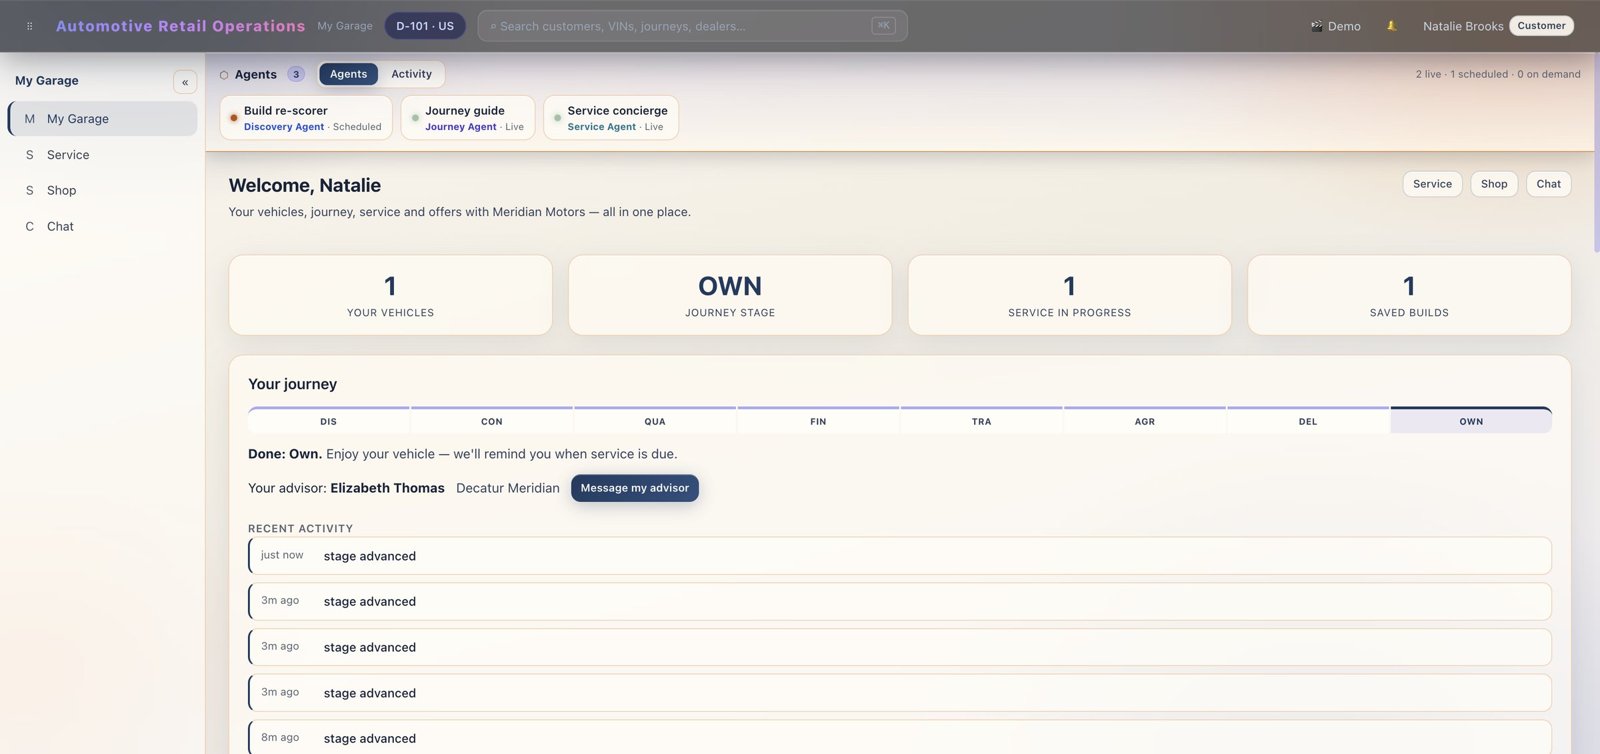 Automotive Retail Operations My Garage D-101 · US Search customers, VINs, journeys, dealers... ⌘K Demo Natalie Brooks Customer
My Garage «
M My Garage
S Service
S Shop
C Chat
Agents 3 Agents Activity 2 live · 1 scheduled · 0 on demand
Build re-scorer
Discovery Agent · Scheduled
Journey guide
Journey Agent · Live
Service concierge
Service Agent · Live
Welcome, Natalie
Your vehicles, journey, service and offers with Meridian Motors — all in one place.
Service Shop Chat
1
YOUR VEHICLES
OWN
JOURNEY STAGE
1
SERVICE IN PROGRESS
1
SAVED BUILDS
Your journey
DIS CON QUA FIN TRA AGR DEL OWN
Done: Own. Enjoy your vehicle — we'll remind you when service is due.
Your advisor: Elizabeth Thomas Decatur Meridian Message my advisor
RECENT ACTIVITY
just now stage advanced
3m ago stage advanced
3m ago stage advanced
3m ago stage advanced
8m ago stage advanced